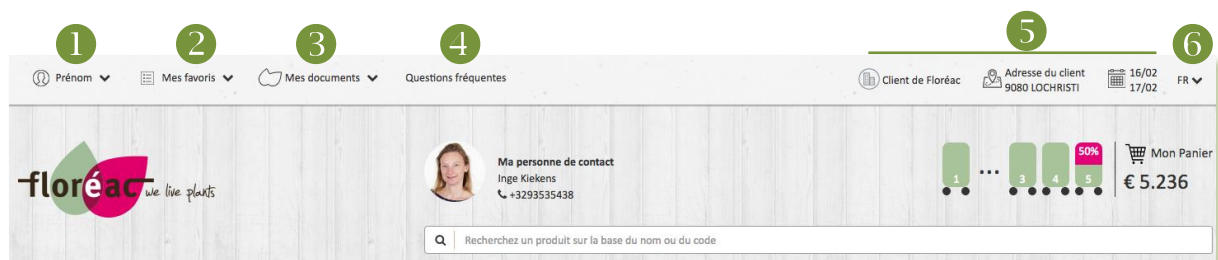 1 2 3 4 5 6
Prénom Mes favoris Mes documents Questions fréquentes Client de Floréac Adresse du client 16/02 FR
9080 LOCHRISTI 17/02
floréac we live plants
Ma personne de contact
Inge Kiekens
+3293535438
1 ... 3 4 50% 5
Mon Panier
€ 5.236
Recherchez un produit sur la base du nom ou du code